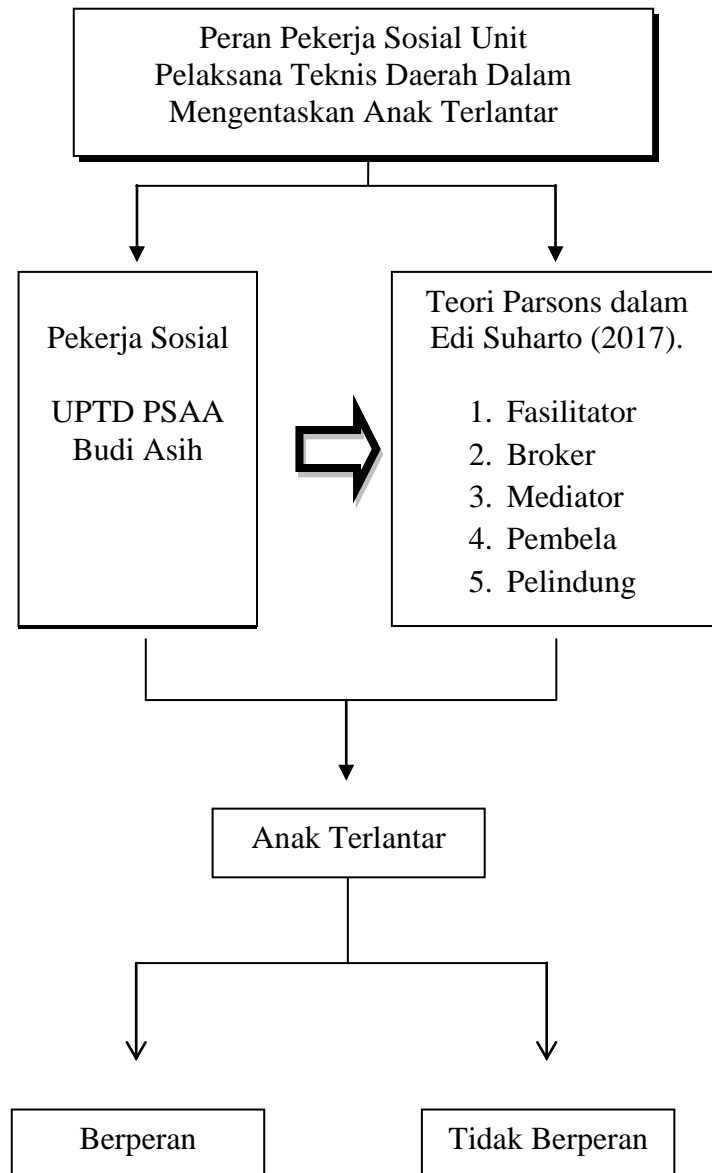 Peran Pekerja Sosial Unit
Pelaksana Teknis Daerah Dalam
Mengentaskan Anak Terlantar
Pekerja Sosial
UPTD PSAA
Budi Asih
Teori Parsons dalam
Edi Suharto (2017).
1. Fasilitator
2. Broker
3. Mediator
4. Pembela
5. Pelindung
Anak Terlantar
Berperan
Tidak Berperan